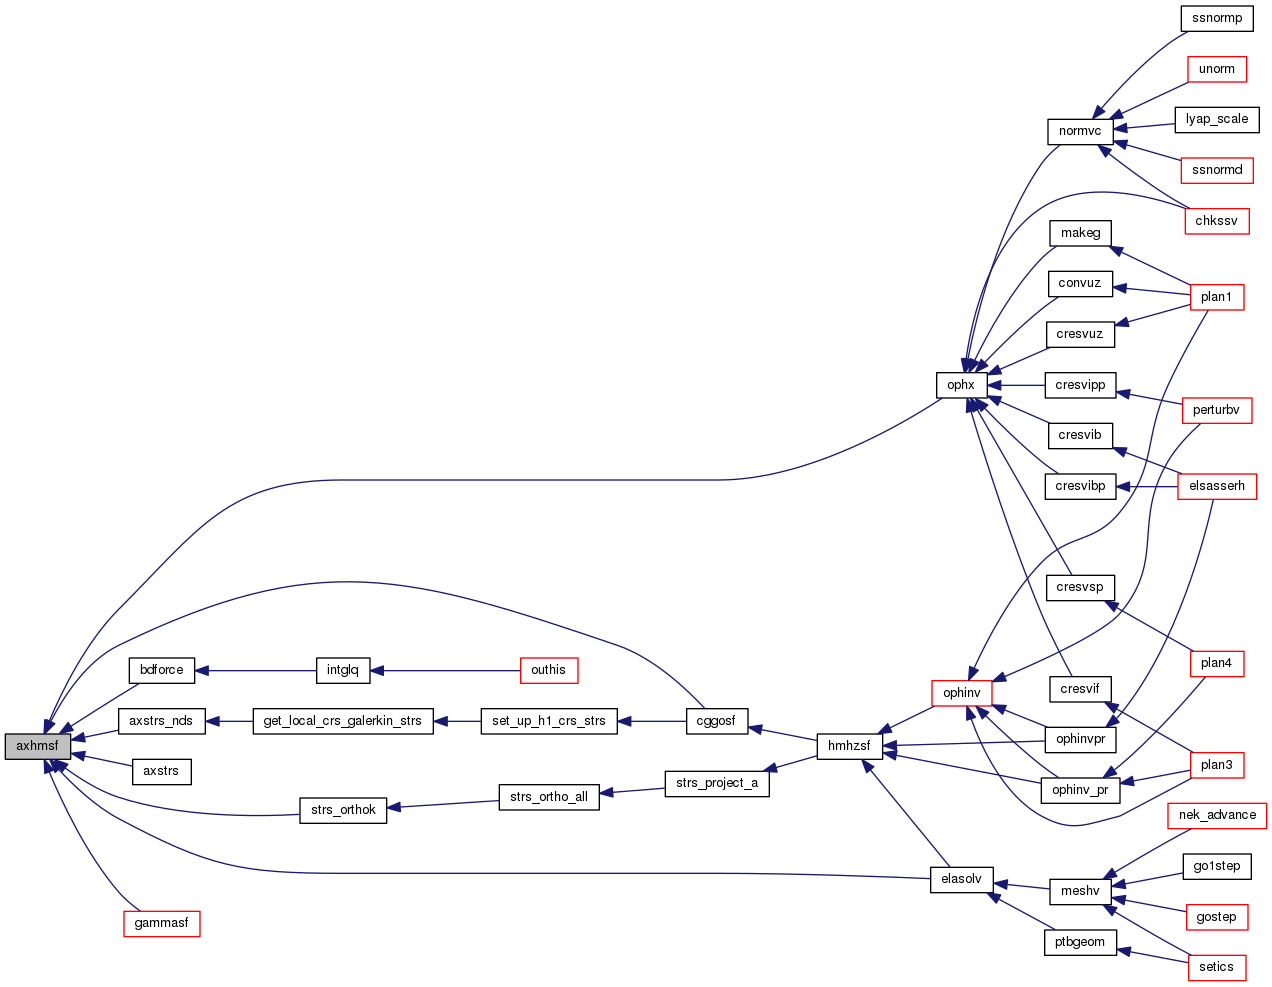 ssnormp
unorm
lyap_scale
normvc
ssnormd
chkssv
makeg
convuz
plan1
cresvuz
ophx
cresvipp
perturbv
cresvib
cresvibp
elsasserh
cresvsp
bdforce
intglq
outhis
plan4
ophinv
cresvif
axstrs_nds
get_local_crs_galerkin_strs
set_up_h1_crs_strs
cggosf
axhmsf
hmhzsf
ophinvpr
axstrs
plan3
strs_project_a
ophinv_pr
strs_orthok
strs_ortho_all
nek_advance
go1step
elasolv
meshv
gammasf
gostep
ptbgeom
setics